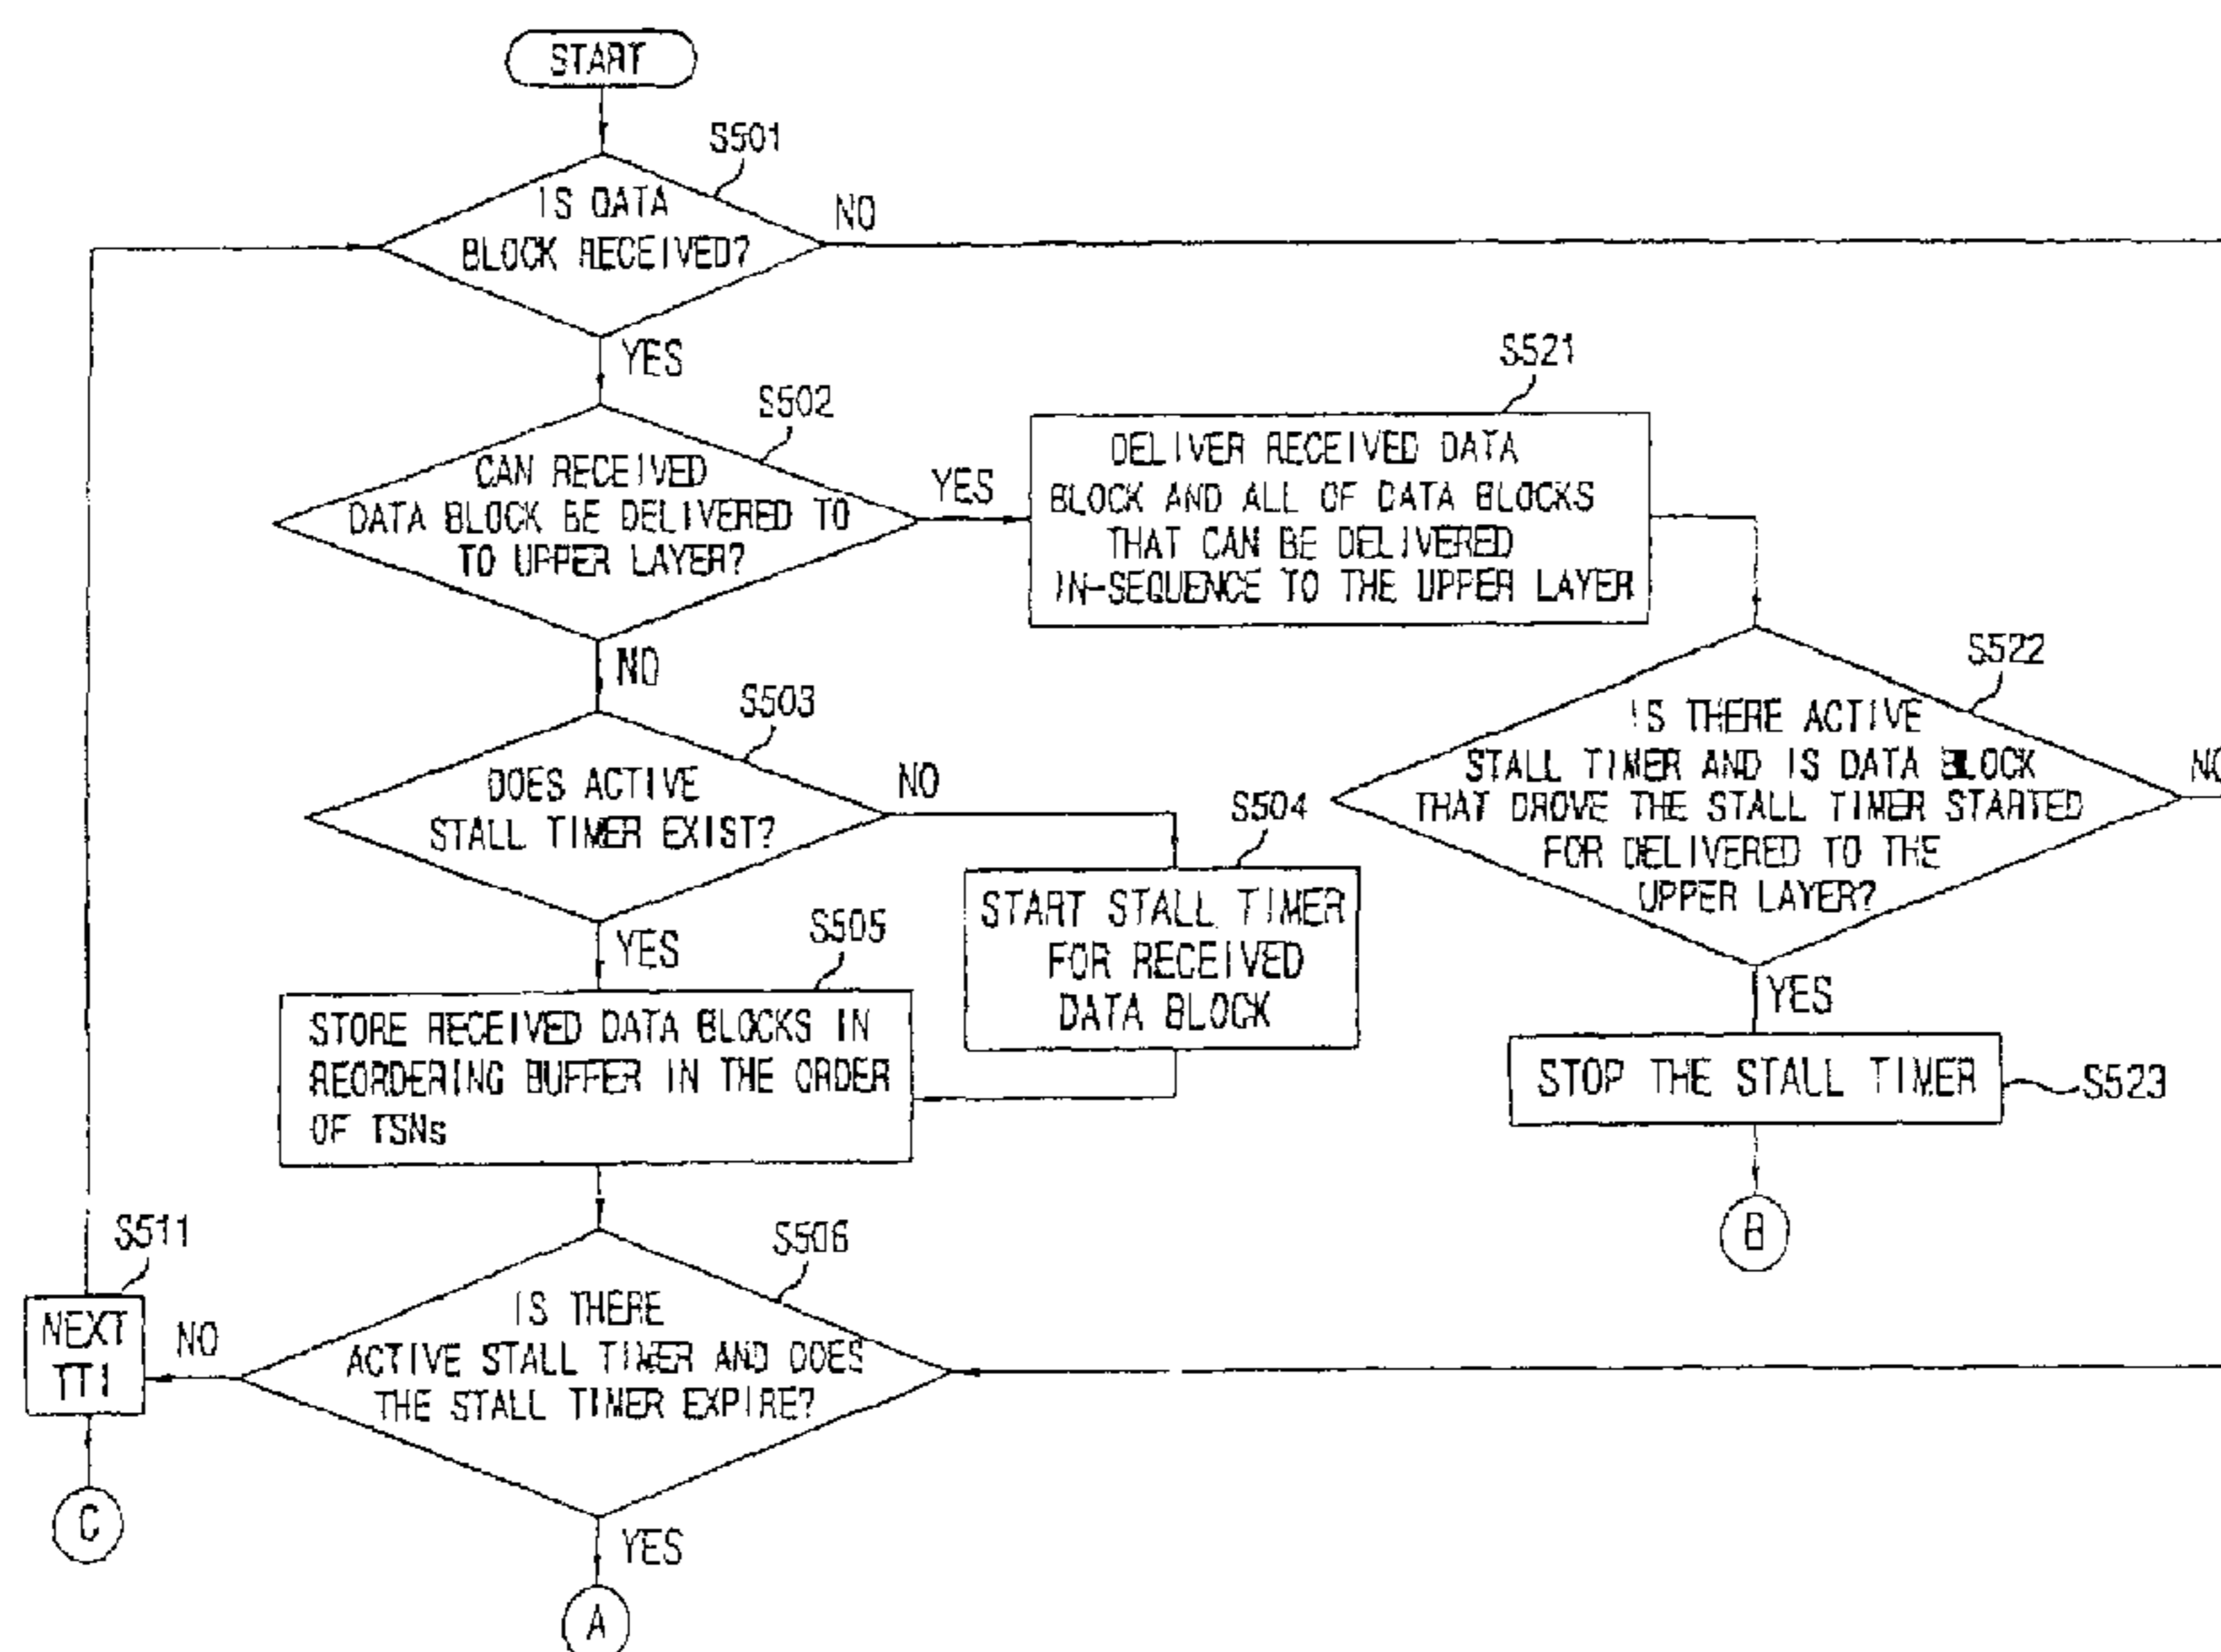 START
S501
IS DATA
BLOCK RECEIVED?
NO
YES
S502
CAN RECEIVED
DATA BLOCK BE DELIVERED TO
TO UPPER LAYER?
YES
S521
DELIVER RECEIVED DATA
BLOCK AND ALL OF DATA BLOCKS
THAT CAN BE DELIVERED
IN-SEQUENCE TO THE UPPER LAYER
NO
S503
DOES ACTIVE
STALL TIMER EXIST?
NO
S504
START STALL TIMER
FOR RECEIVED
DATA BLOCK
S522
IS THERE ACTIVE
STALL TIMER AND IS DATA BLOCK
THAT DROVE THE STALL TIMER STARTED
FOR DELIVERED TO THE
UPPER LAYER?
NO
YES
S505
STORE RECEIVED DATA BLOCKS IN
REORDERING BUFFER IN THE ORDER
OF TSNs
YES
STOP THE STALL TIMER
S523
B
S511
NEXT
TTI
NO
S506
IS THERE
ACTIVE STALL TIMER AND DOES
THE STALL TIMER EXPIRE?
C
YES
A